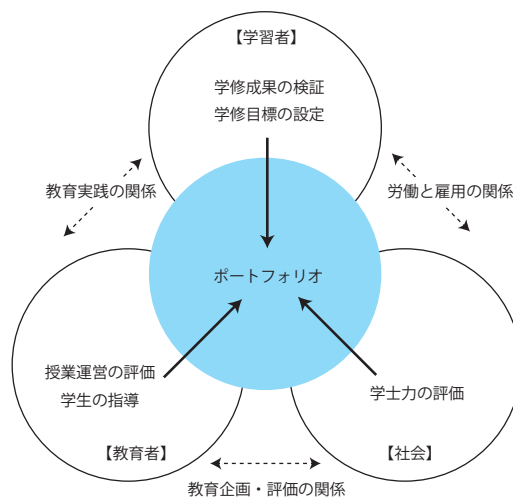 【学習者】
学修成果の検証
学修目標の設定
教育実践の関係
労働と雇用の関係
ポートフォリオ
授業運営の評価
学生の指導
学士力の評価
【教育者】
【社会】
教育企画・評価の関係